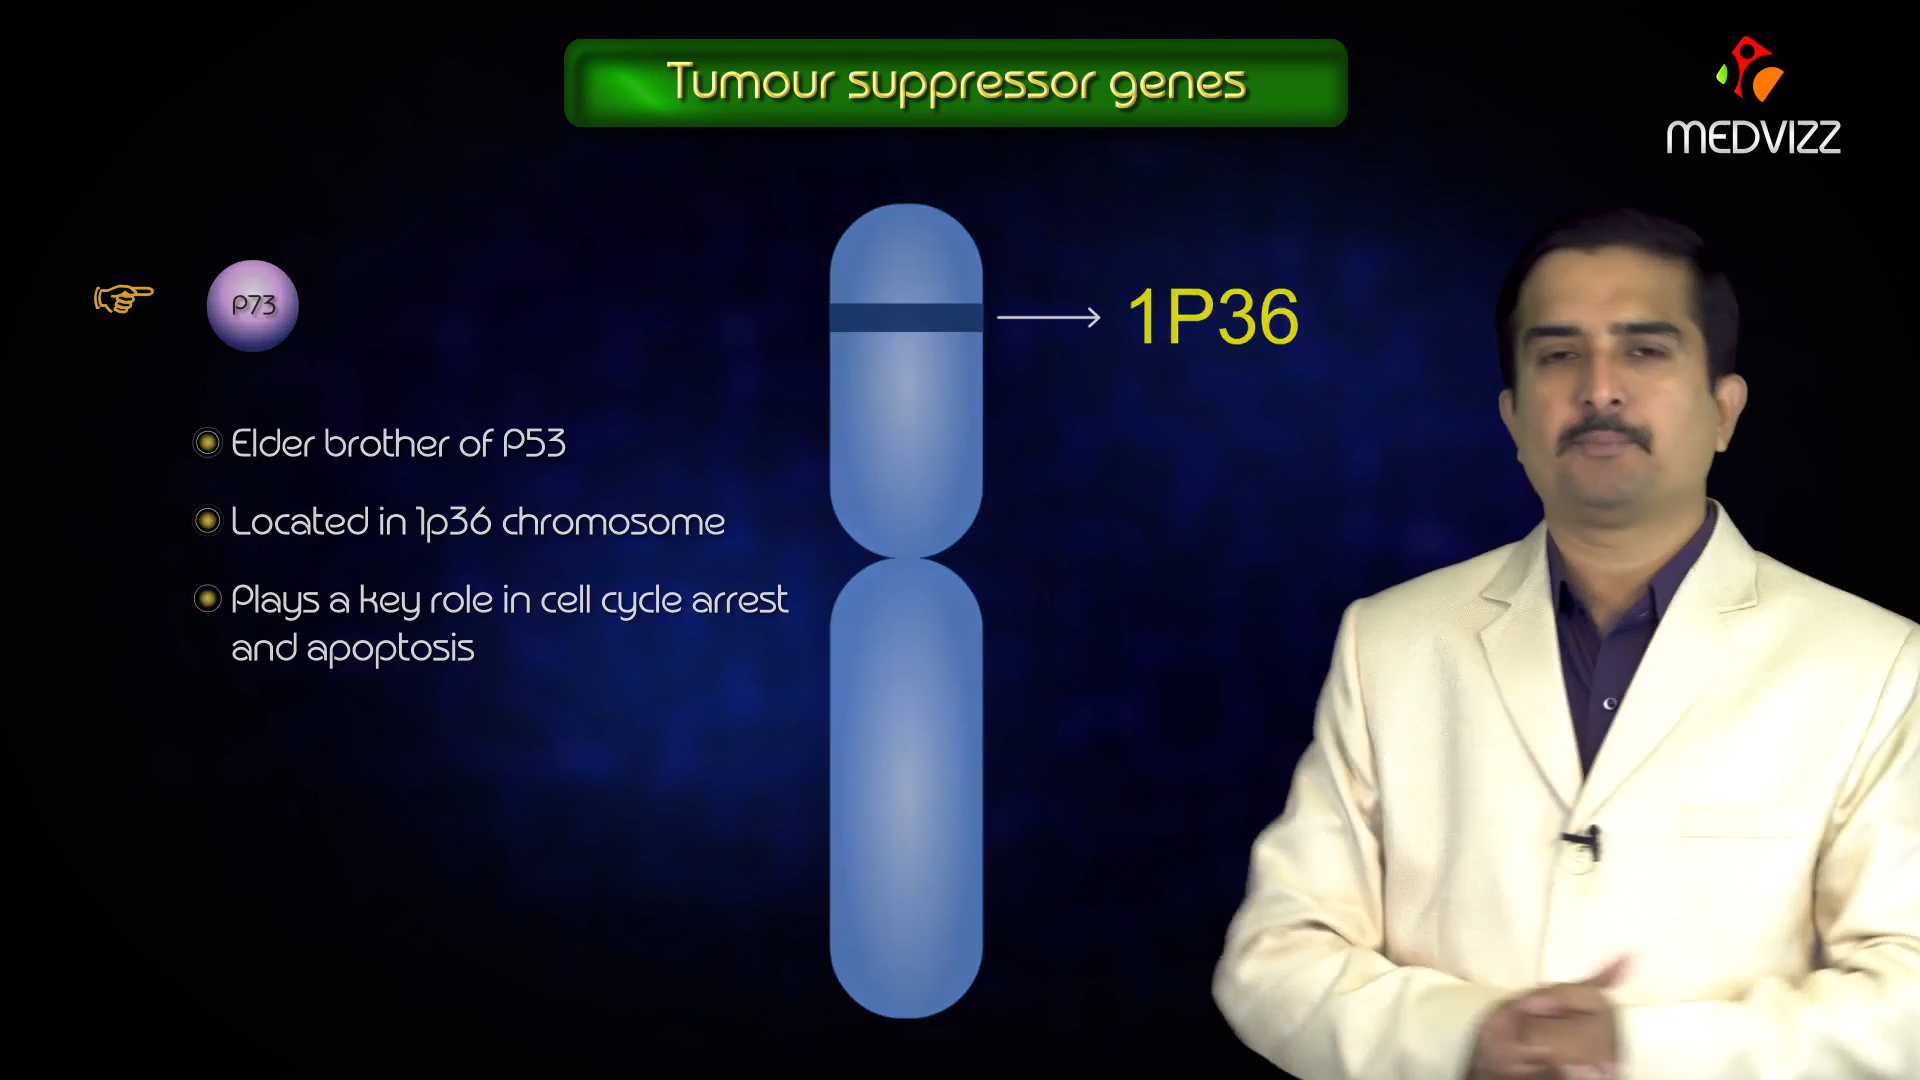 Tumour suppressor genes
MEDVIZZ
P73
1P36
Elder brother of P53
Located in 1p36 chromosome
Plays a key role in cell cycle arrest
and apoptosis